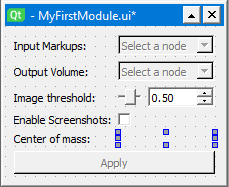 Qt - MyFirstModule.ui*
Input Markups: Select a node
Output Volume: Select a node
Image threshold: 0.50
Enable Screenshots:
Center of mass:
Apply